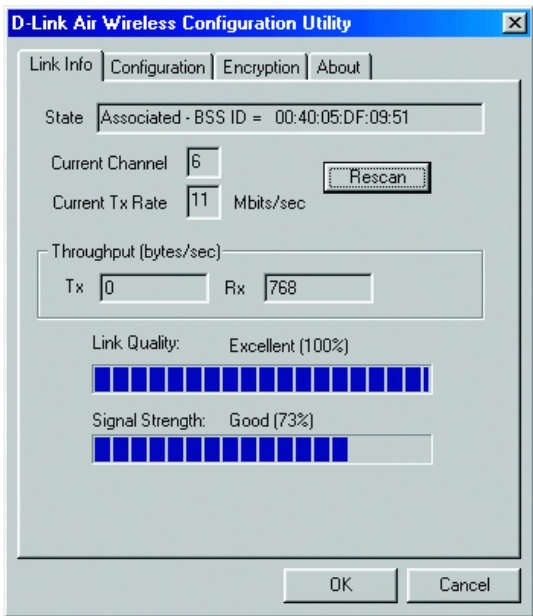 D-Link Air Wireless Configuration Utility
Link Info Configuration Encryption About
State Associated - BSS ID = 00:40:05:DF:09:51
Current Channel 6
Rescan
Current Tx Rate 11 Mbits/sec
Throughput (bytes/sec)
Tx 0 Rx 768
Link Quality: Excellent (100%)
Signal Strength: Good (73%)
OK Cancel